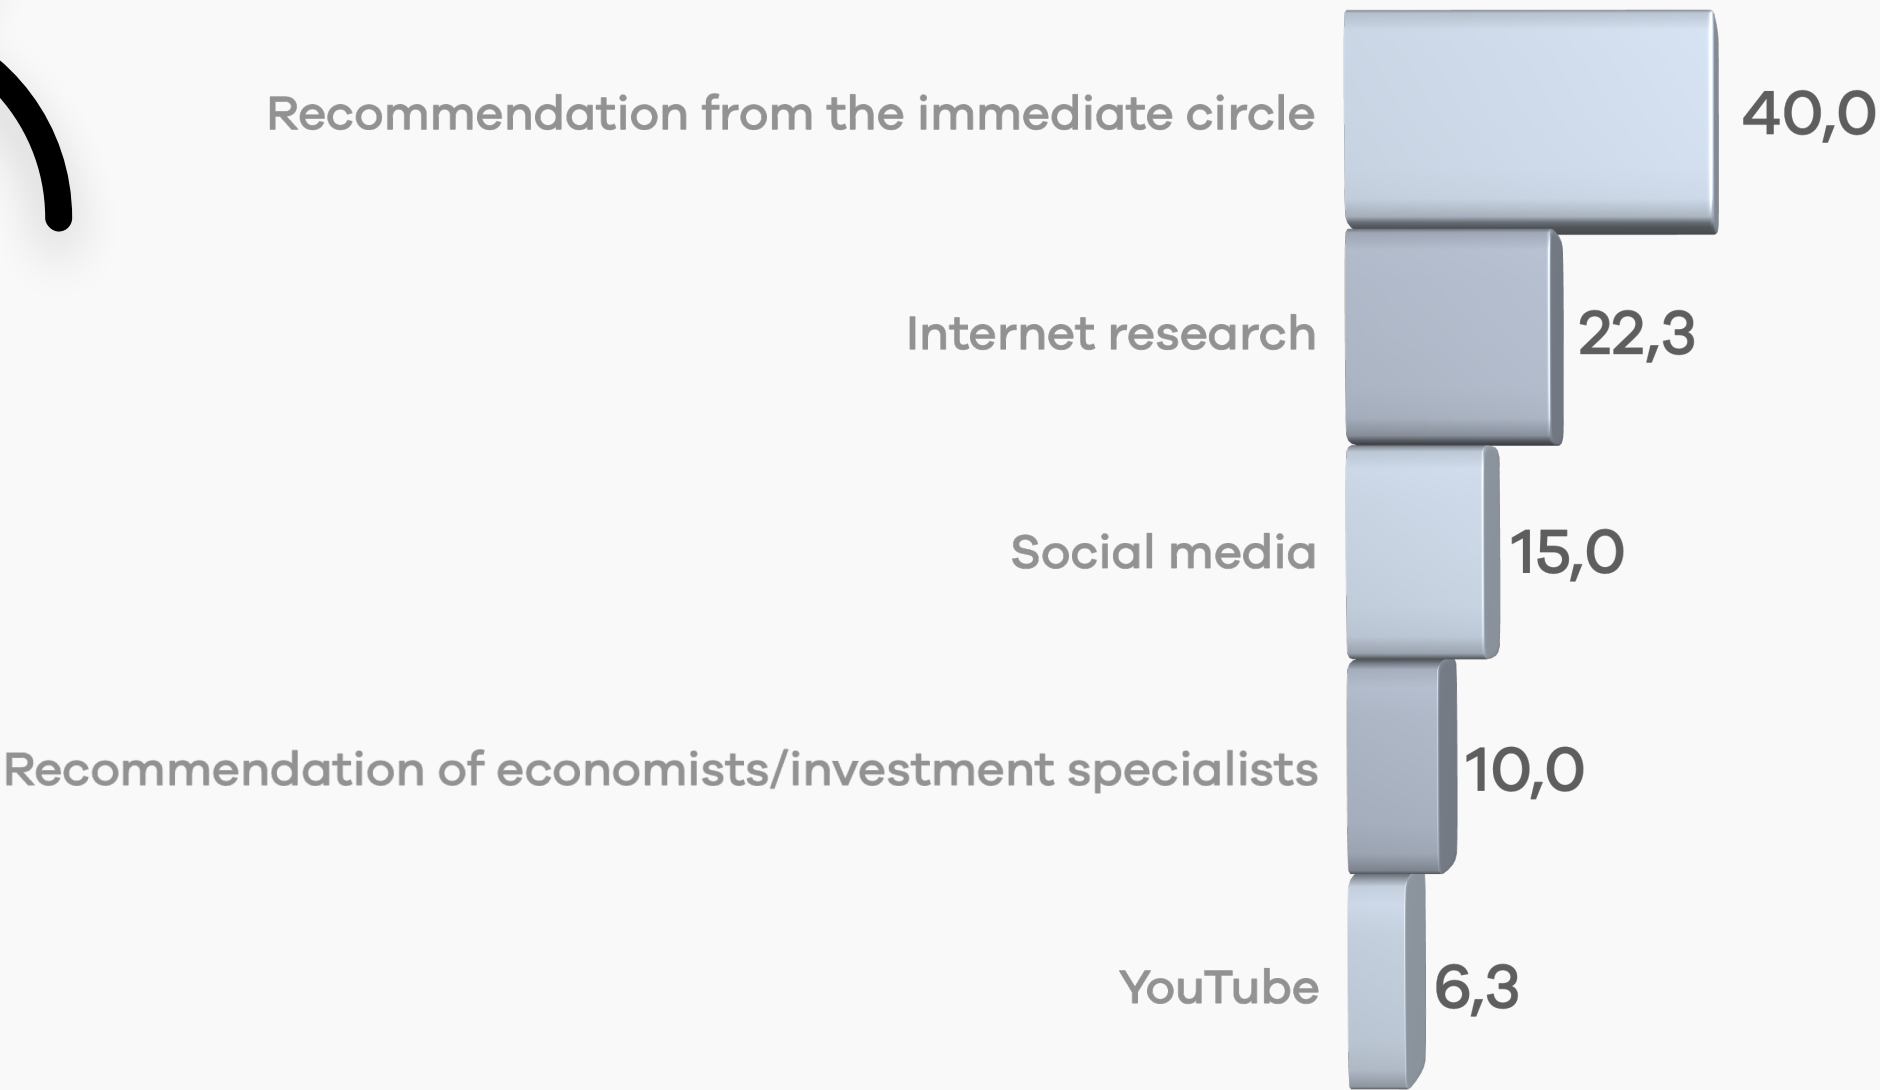 Recommendation from the immediate circle 40,0
Internet research 22,3
Social media 15,0
Recommendation of economists/investment specialists 10,0
YouTube 6,3